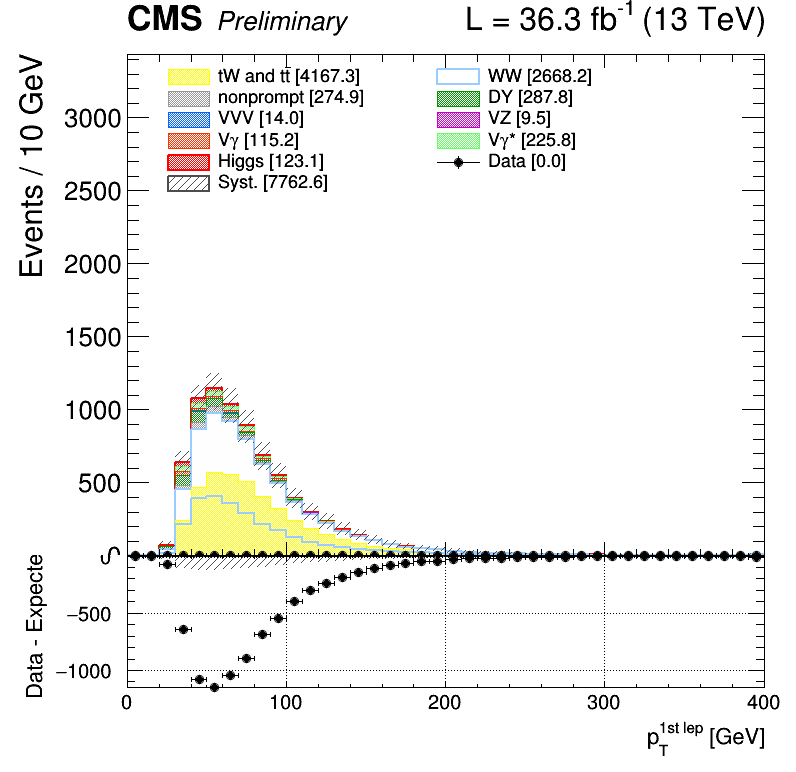 CMS Preliminary L = 36.3 fb⁻¹ (13 TeV)
Events / 10 GeV
tW and tt̄ [4167.3] WW [2668.2]
nonprompt [274.9] DY [287.8]
VVV [14.0] VZ [9.5]
Vγ [115.2] Vγ* [225.8]
Higgs [123.1] Data [0.0]
Syst. [7762.6]
3000
2500
2000
1500
1000
500
0
Data - Expecte
−500
−1000
0 100 200 300 400
p_T^{1st lep} [GeV]